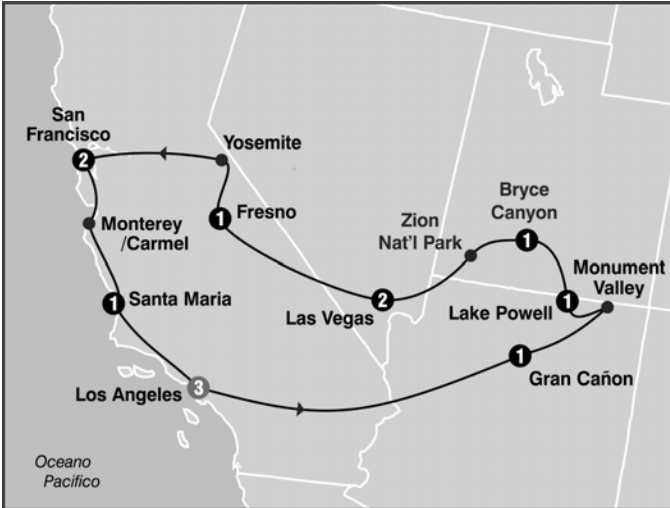 San
Francisco
2
Yosemite
Monterey
/Carmel
1
Fresno
Zion
Nat'l Park
Bryce
Canyon
1
Monument
Valley
1
Santa Maria
2
Las Vegas
Lake Powell
1
1
Gran Cañon
Los Angeles
3
Oceano
Pacifico